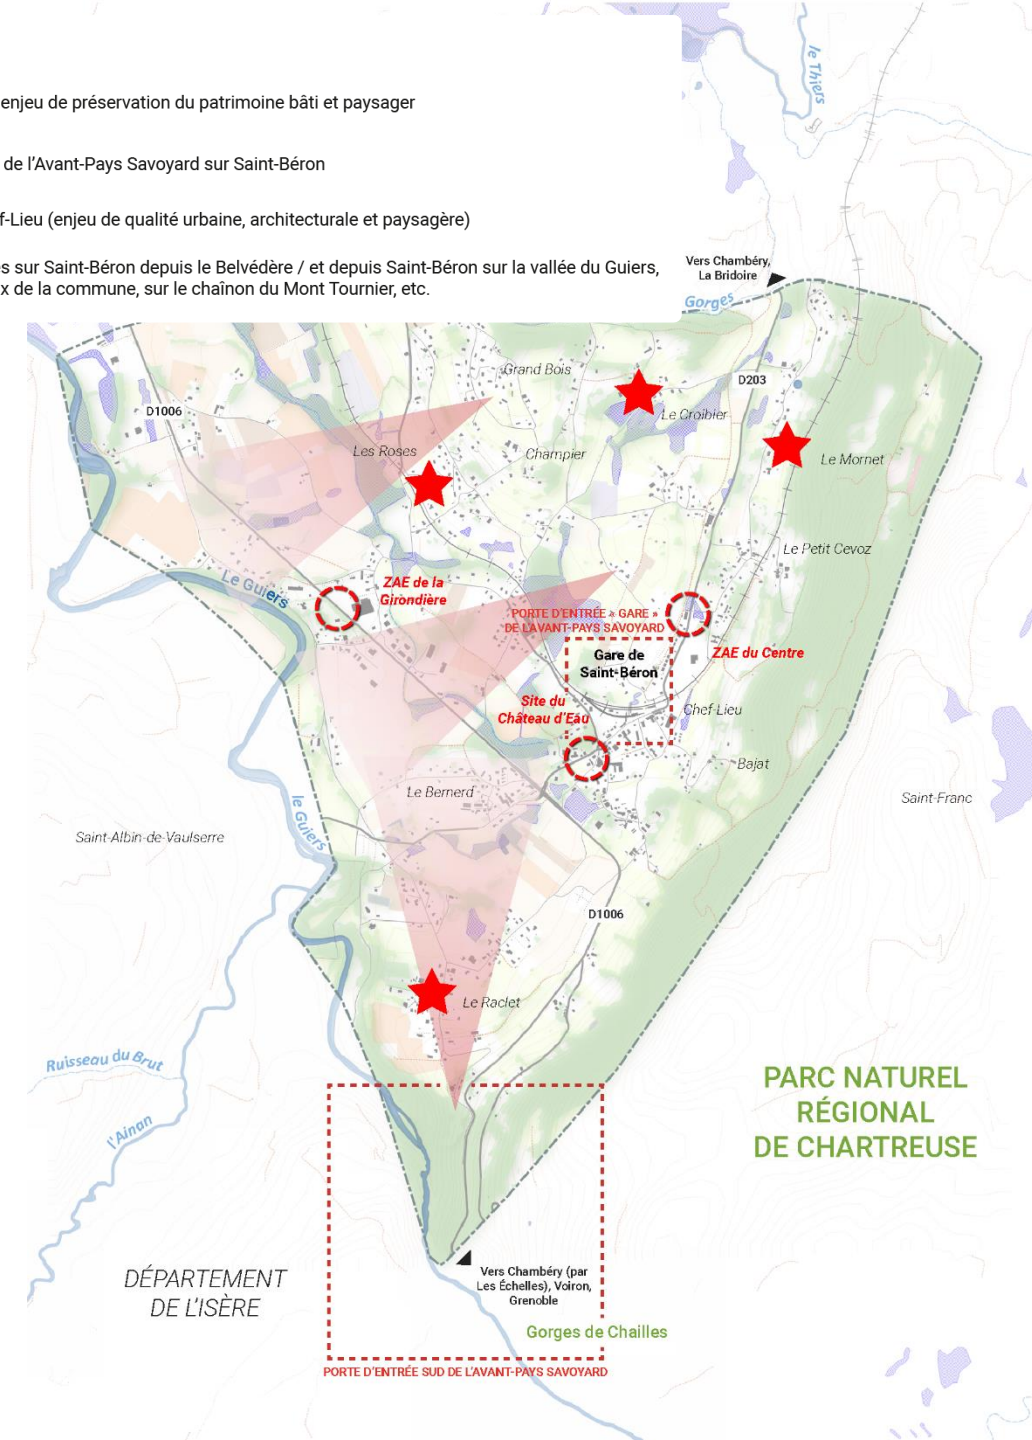 le Thiers
enjeu de préservation du patrimoine bâti et paysager
de l'Avant-Pays Savoyard sur Saint-Béron
f-Lieu (enjeu de qualité urbaine, architecturale et paysagère)
s sur Saint-Béron depuis le Belvédère / et depuis Saint-Béron sur la vallée du Guiers,
x de la commune, sur le chaînon du Mont Tournier, etc.
Vers Chambéry,
La Bridoire
Gorges
Grand Bois
D203
D1006
Le Croibier
Les Roses
Champier
Le Mornet
Le Petit Cevoz
Le Guiers
ZAE de la
Girondière
PORTE D'ENTRÉE « GARE »
DE L'AVANT-PAYS SAVOYARD
Gare de
Saint-Béron
ZAE du Centre
Site du
Château d'Eau
Chef-Lieu
Bajat
Le Bernerd
Saint-Franc
le Guiers
Saint-Albin-de-Vaulserre
D1006
Le Raclet
Ruisseau du Brut
l'Ainan
PARC NATUREL
RÉGIONAL
DE CHARTREUSE
DÉPARTEMENT
DE L'ISÈRE
Vers Chambéry (par
Les Échelles), Voiron,
Grenoble
Gorges de Chailles
PORTE D'ENTRÉE SUD DE L'AVANT-PAYS SAVOYARD